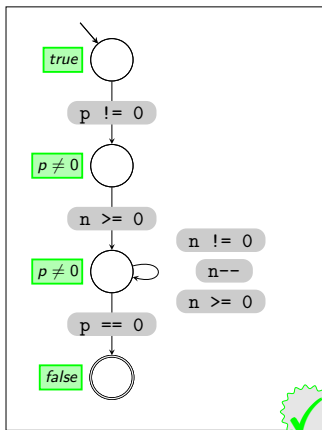 true
p != 0
p ≠ 0
n >= 0
n != 0
p ≠ 0
n--
n >= 0
p == 0
false